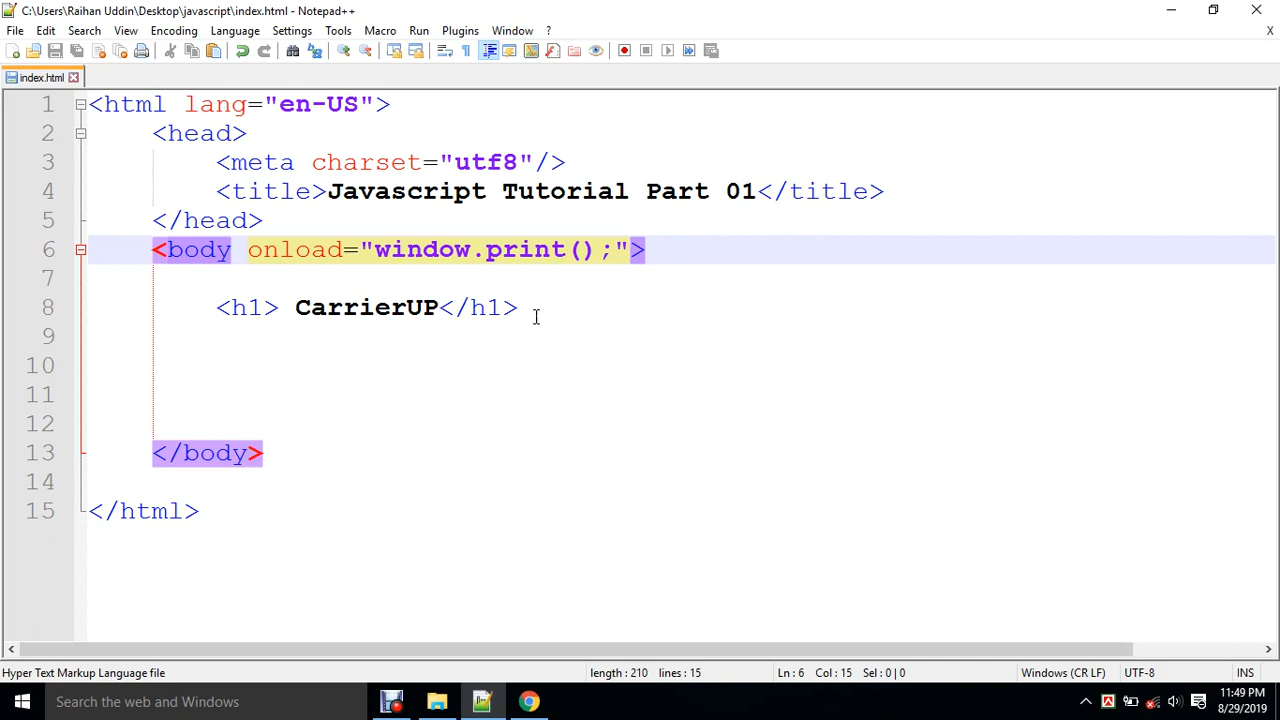 C:\Users\Raihan Uddin\Desktop\javascript\index.html - Notepad++
File Edit Search View Encoding Language Settings Tools Macro Run Plugins Window ? X
index.html
1 <html lang="en-US">
2 <head>
3 <meta charset="utf8"/>
4 <title>Javascript Tutorial Part 01</title>
5 </head>
6 <body onload="window.print();">
7
8 <h1> CarrierUP</h1>
9
10
11
12
13 </body>
14
15 </html>
Hyper Text Markup Language file length : 210 lines : 15 Ln : 6 Col : 15 Sel : 0 | 0 Windows (CR LF) UTF-8 INS
Search the web and Windows
11:49 PM
8/29/2019